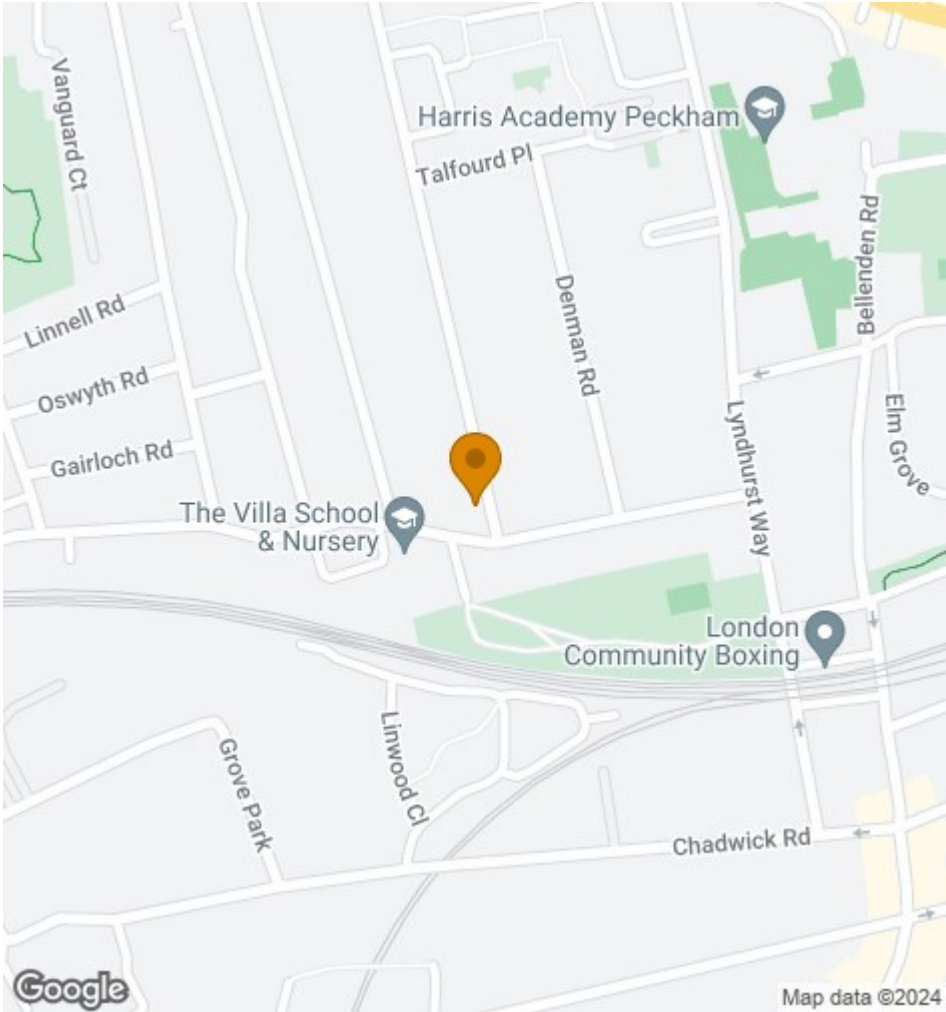 Vanguard Ct
Harris Academy Peckham
Talfourd Pl
Bellenden Rd
Linnell Rd
Denman Rd
Oswyth Rd
Elm Grove
Lyndhurst Way
Gairloch Rd
The Villa School
& Nursery
London
Community Boxing
Linwood Cl
Grove Park
Chadwick Rd
Google
Map data ©2024